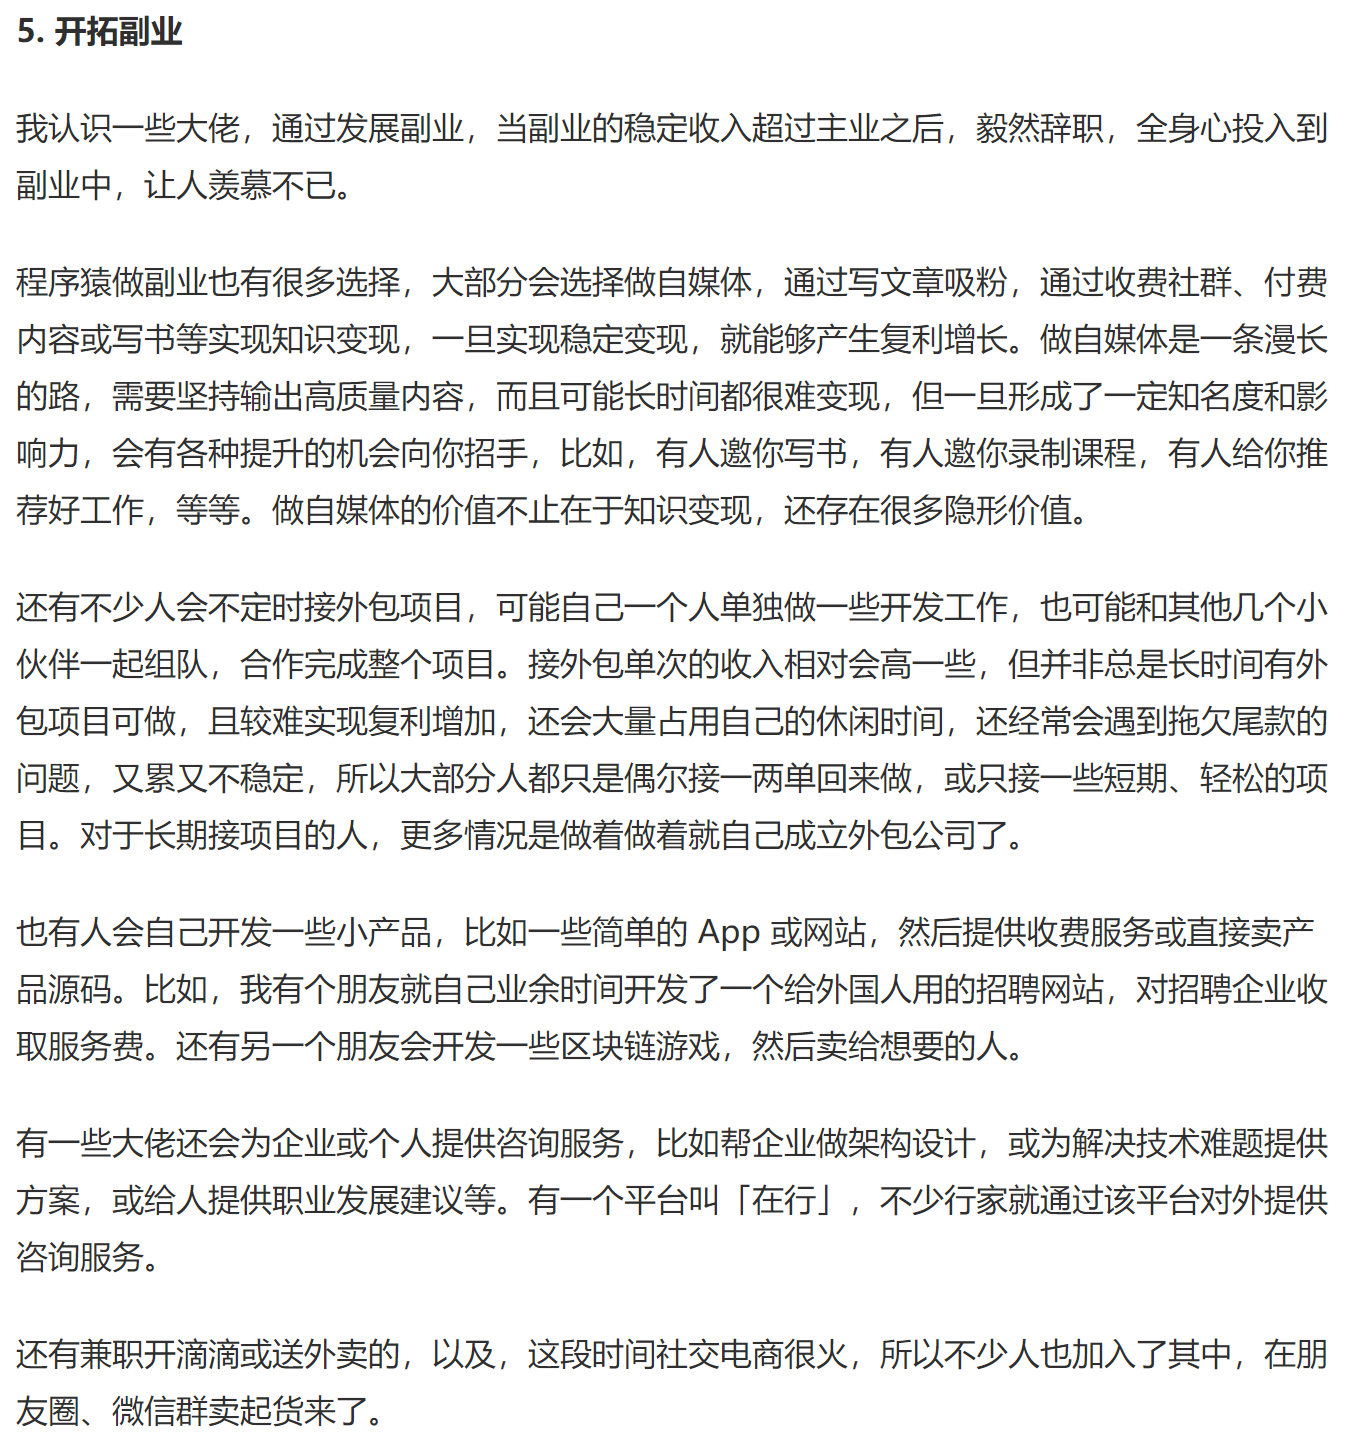 5. 开拓副业
我认识一些大佬，通过发展副业，当副业的稳定收入超过主业之后，毅然辞职，全身心投入到
副业中，让人羡慕不已。
程序猿做副业也有很多选择，大部分会选择做自媒体，通过写文章吸粉，通过收费社群、付费
内容或写书等实现知识变现，一旦实现稳定变现，就能够产生复利增长。做自媒体是一条漫长
的路，需要坚持输出高质量内容，而且可能长时间都很难变现，但一旦形成了一定知名度和影
响力，会有各种提升的机会向你招手，比如，有人邀你写书，有人邀你录制课程，有人给你推
荐好工作，等等。做自媒体的价值不止在于知识变现，还存在很多隐形价值。
还有不少人会不定时接外包项目，可能自己一个人单独做一些开发工作，也可能和其他几个小
伙伴一起组队，合作完成整个项目。接外包单次的收入相对会高一些，但并非总是长时间有外
包项目可做，且较难实现复利增加，还会大量占用自己的休闲时间，还经常会遇到拖欠尾款的
问题，又累又不稳定，所以大部分人都只是偶尔接一两单回来做，或只接一些短期、轻松的项
目。对于长期接项目的人，更多情况是做着做着就自己成立外包公司了。
也有人会自己开发一些小产品，比如一些简单的 App 或网站，然后提供收费服务或直接卖产
品源码。比如，我有个朋友就自己业余时间开发了一个给外国人用的招聘网站，对招聘企业收
取服务费。还有另一个朋友会开发一些区块链游戏，然后卖给想要的人。
有一些大佬还会为企业或个人提供咨询服务，比如帮企业做架构设计，或为解决技术难题提供
方案，或给人提供职业发展建议等。有一个平台叫「在行」，不少行家就通过该平台对外提供
咨询服务。
还有兼职开滴滴或送外卖的，以及，这段时间社交电商很火，所以不少人也加入了其中，在朋
友圈、微信群卖起货来了。